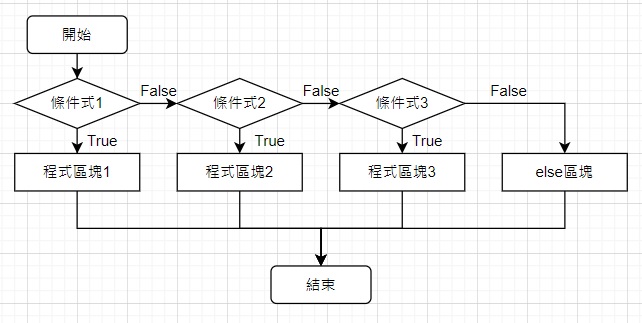 開始
條件式1
False
條件式2
False
條件式3
False
True
True
True
程式區塊1
程式區塊2
程式區塊3
else區塊
結束